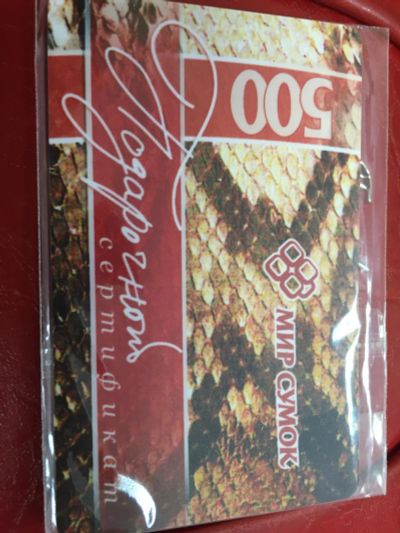 500
Подарочный
сертификат
МИР СУМОК